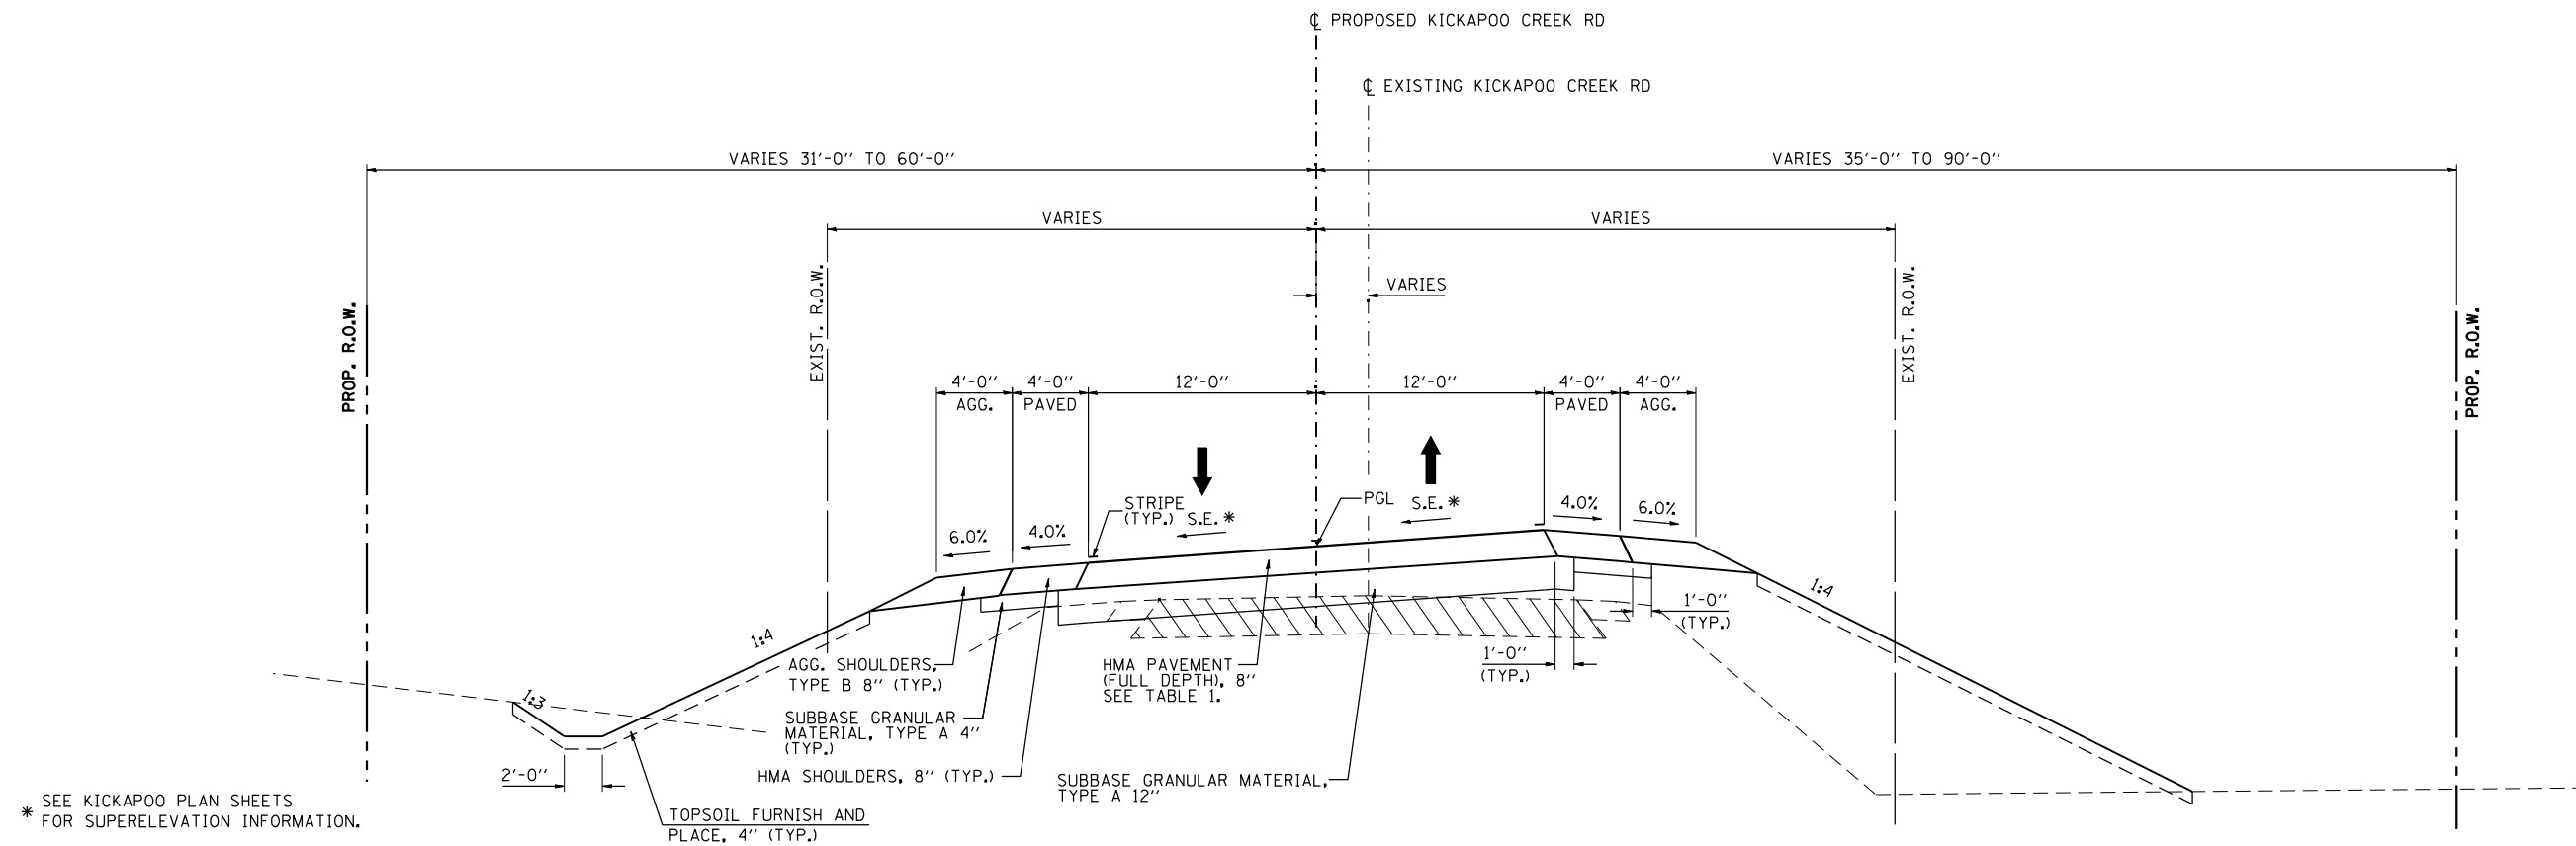 ℄ PROPOSED KICKAPOO CREEK RD
℄ EXISTING KICKAPOO CREEK RD
VARIES 31'-0" TO 60'-0"
VARIES 35'-0" TO 90'-0"
VARIES
VARIES
VARIES
PROP. R.O.W.
EXIST. R.O.W.
EXIST. R.O.W.
PROP. R.O.W.
4'-0"
AGG.
4'-0"
PAVED
12'-0"
12'-0"
4'-0"
PAVED
4'-0"
AGG.
STRIPE
(TYP.)
S.E.*
PGL
S.E.*
4.0%
6.0%
6.0%
4.0%
1:4
1:4
1:3
1'-0"
(TYP.)
1'-0"
(TYP.)
AGG. SHOULDERS,
TYPE B 8" (TYP.)
HMA PAVEMENT
(FULL DEPTH), 8"
SEE TABLE 1.
SUBBASE GRANULAR
MATERIAL, TYPE A 4"
(TYP.)
HMA SHOULDERS, 8" (TYP.)
SUBBASE GRANULAR MATERIAL,
TYPE A 12"
2'-0"
TOPSOIL FURNISH AND
PLACE, 4" (TYP.)
* SEE KICKAPOO PLAN SHEETS
FOR SUPERELEVATION INFORMATION.